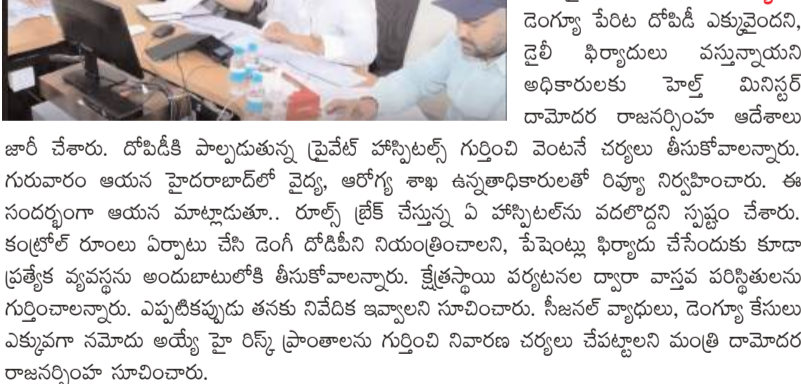 డెంగ్యూ పేరిట దోపిడీ ఎక్కువైందని,
డైలీ ఫిర్యాదులు వస్తున్నాయని
అధికారులకు హెల్త్ మినిస్టర్
దామోదర రాజనర్సింహ ఆదేశాలు
జారీ చేశారు. దోపిడీకి పాల్పడుతున్న ప్రైవేట్ హాస్పిటల్స్ గుర్తించి వెంటనే చర్యలు తీసుకోవాలన్నారు.
గురువారం ఆయన హైదరాబాద్‌లో వైద్య, ఆరోగ్య శాఖ ఉన్నతాధికారులతో రివ్యూ నిర్వహించారు. ఈ
సందర్భంగా ఆయన మాట్లాడుతూ.. రూల్స్ బ్రేక్ చేస్తున్న ఏ హాస్పిటల్‌ను వదలొద్దని స్పష్టం చేశారు.
కంట్రోల్ రూంలు ఏర్పాటు చేసి డెంగీ దోడిపీని నియంత్రించాలని, పేషెంట్లు ఫిర్యాదు చేసేందుకు కూడా
ప్రత్యేక వ్యవస్థను అందుబాటులోకి తీసుకోవాలన్నారు. క్షేత్రస్థాయి పర్యటనల ద్వారా వాస్తవ పరిస్థితులను
గుర్తించాలన్నారు. ఎప్పటికప్పుడు తనకు నివేదిక ఇవ్వాలని సూచించారు. సీజనల్ వ్యాధులు, డెంగ్యూ కేసులు
ఎక్కువగా నమోదు అయ్యే హై రిస్క్ ప్రాంతాలను గుర్తించి నివారణ చర్యలు చేపట్టాలని మంత్రి దామోదర
రాజనర్సింహ సూచించారు.